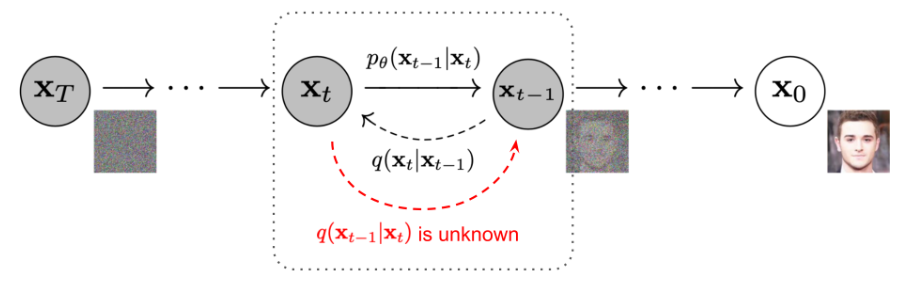 p_θ(x_{t−1}|x_t)
x_T ⋯ x_t x_{t−1} ⋯ x_0
q(x_t|x_{t−1})
q(x_{t−1}|x_t) is unknown